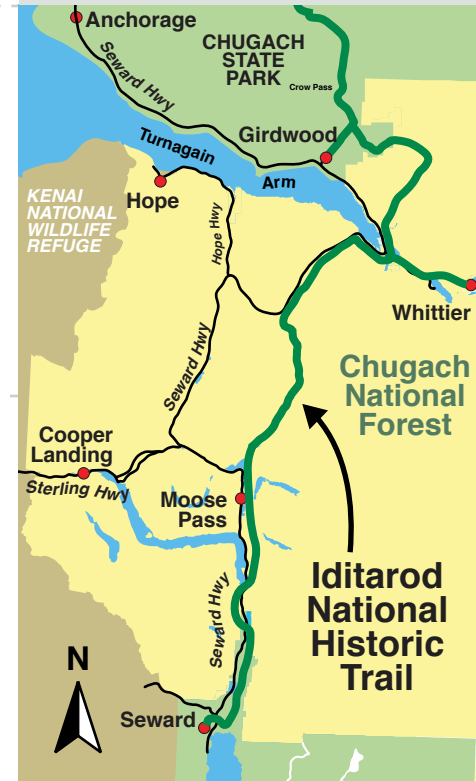 Anchorage
Seward Hwy
CHUGACH
STATE
PARK
Crow Pass
Girdwood
Turnagain
Arm
KENAI
NATIONAL
WILDLIFE
REFUGE
Hope
Hope Hwy
Whittier
Seward Hwy
Chugach
National
Forest
Cooper
Landing
Sterling Hwy
Moose
Pass
Iditarod
National
Historic
Trail
Seward Hwy
N
Seward